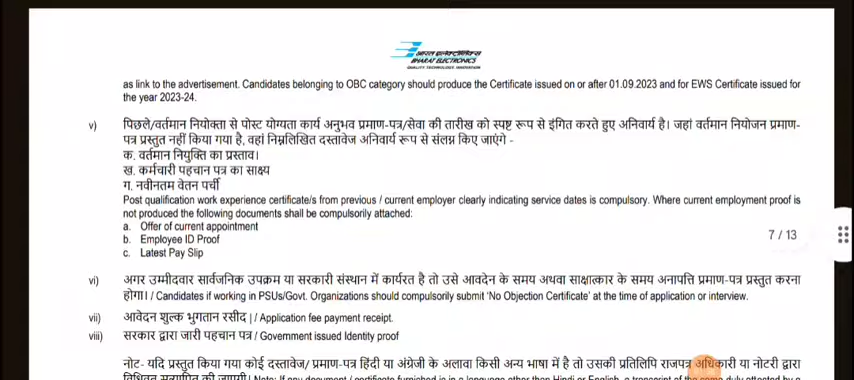 भारत इलेक्ट्रॉनिक्स
BHARAT ELECTRONICS
QUALITY. TECHNOLOGY. INNOVATION
as link to the advertisement. Candidates belonging to OBC category should produce the Certificate issued on or after 01.09.2023 and for EWS Certificate issued for
the year 2023-24.
v) पिछले/वर्तमान नियोक्ता से पोस्ट योग्यता कार्य अनुभव प्रमाण-पत्र/सेवा की तारीख को स्पष्ट रूप से इंगित करते हुए अनिवार्य है। जहां वर्तमान नियोजन प्रमाण-
पत्र प्रस्तुत नहीं किया गया है, वहां निम्नलिखित दस्तावेज अनिवार्य रूप से संलग्न किए जाएंगे -
क. वर्तमान नियुक्ति का प्रस्ताव।
ख. कर्मचारी पहचान पत्र का साक्ष्य
ग. नवीनतम वेतन पर्ची
Post qualification work experience certificate/s from previous / current employer clearly indicating service dates is compulsory. Where current employment proof is
not produced the following documents shall be compulsorily attached:
a. Offer of current appointment
b. Employee ID Proof
c. Latest Pay Slip
7 / 13
vi) अगर उम्मीदवार सार्वजनिक उपक्रम या सरकारी संस्थान में कार्यरत है तो उसे आवदेन के समय अथवा साक्षात्कार के समय अनापत्ति प्रमाण-पत्र प्रस्तुत करना
होगा। / Candidates if working in PSUs/Govt. Organizations should compulsorily submit 'No Objection Certificate' at the time of application or interview.
vii) आवेदन शुल्क भुगतान रसीद | / Application fee payment receipt.
viii) सरकार द्वारा जारी पहचान पत्र / Government issued Identity proof
नोट- यदि प्रस्तुत किया गया कोई दस्तावेज/ प्रमाण-पत्र हिंदी या अंग्रेजी के अलावा किसी अन्य भाषा में है तो उसकी प्रतिलिपि राजपत्र अधिकारी या नोटरी द्वारा